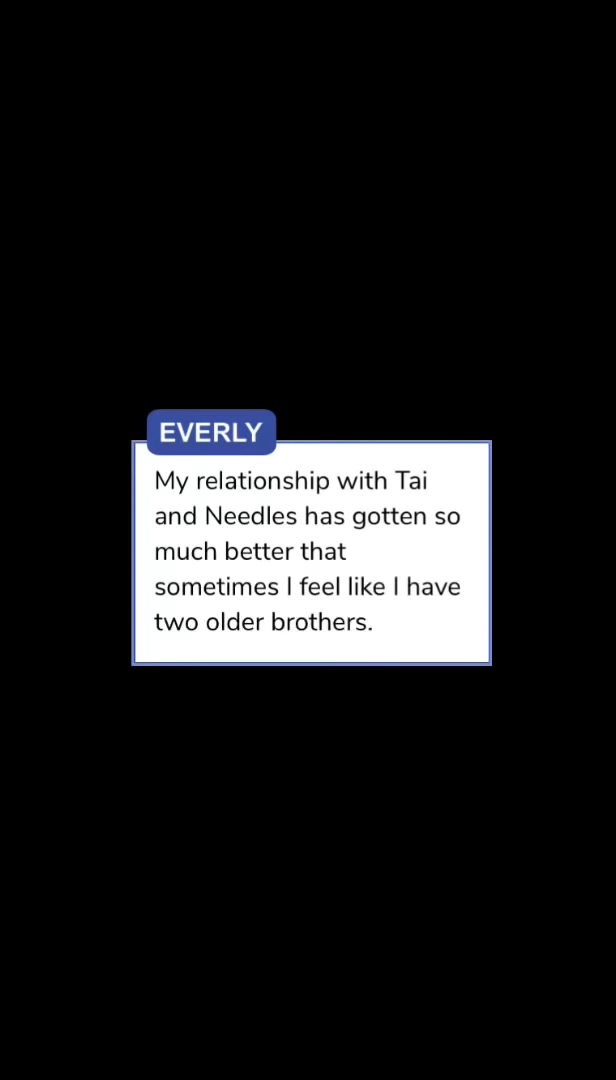 EVERLY
My relationship with Tai
and Needles has gotten so
much better that
sometimes I feel like I have
two older brothers.